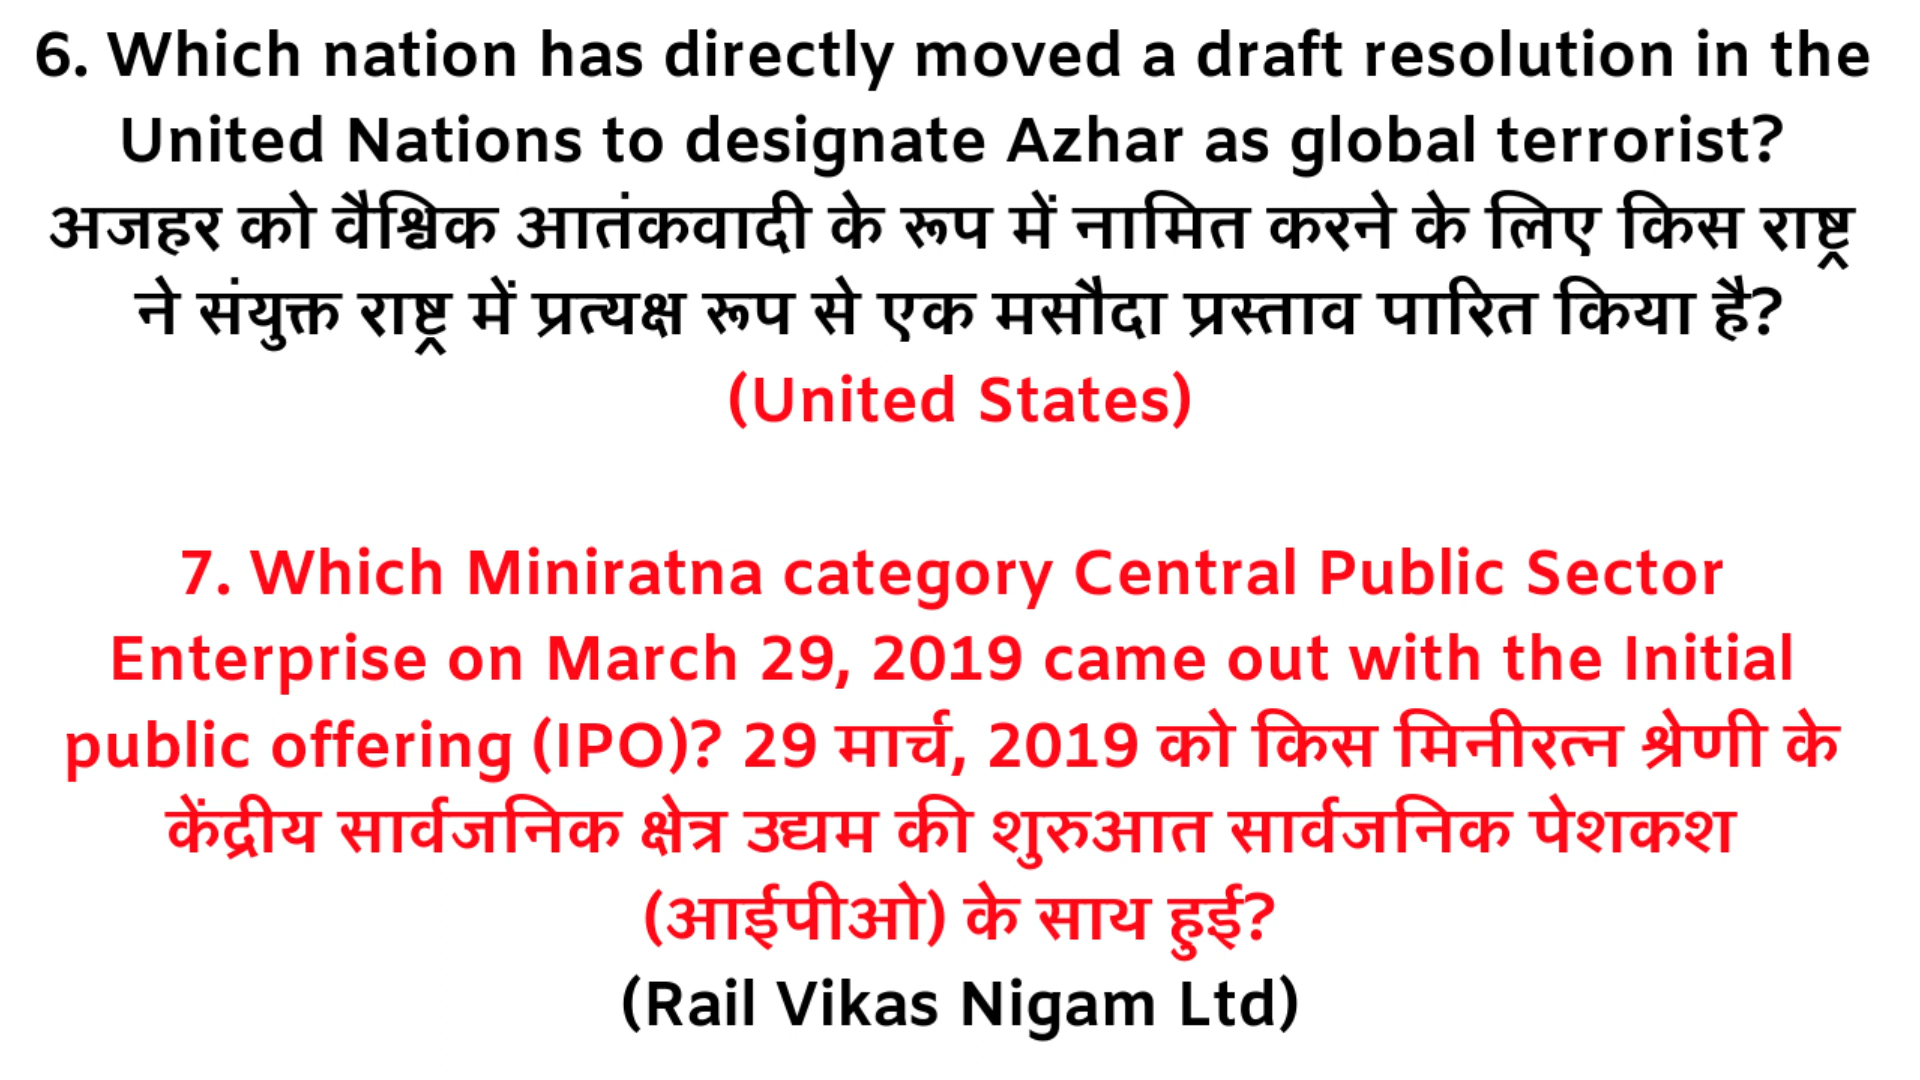 6. Which nation has directly moved a draft resolution in the
United Nations to designate Azhar as global terrorist?
अजहर को वैश्विक आतंकवादी के रूप में नामित करने के लिए किस राष्ट्र
ने संयुक्त राष्ट्र में प्रत्यक्ष रूप से एक मसौदा प्रस्ताव पारित किया है?
(United States)
7. Which Miniratna category Central Public Sector
Enterprise on March 29, 2019 came out with the Initial
public offering (IPO)? 29 मार्च, 2019 को किस मिनीरत्न श्रेणी के
केंद्रीय सार्वजनिक क्षेत्र उद्यम की शुरुआत सार्वजनिक पेशकश
(आईपीओ) के साथ हुई?
(Rail Vikas Nigam Ltd)